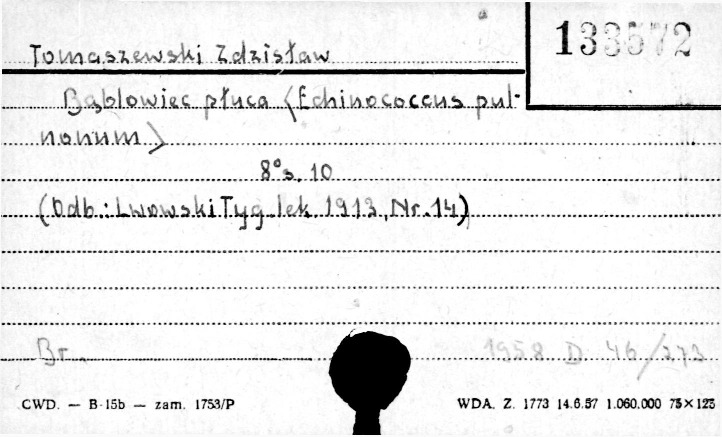 133572
Tomaszewski Zdzisław
Bąblowiec płuca (Echinococcus pul-
nonum)
8° s. 10
(Odb.: Lwowski Tyg. lek. 1913, Nr. 14)
Br. 1958 D 46/273
CWD. — B-15b — zam. 1753/P WDA. Z. 1773 14.6.57 1.060.000 75×125